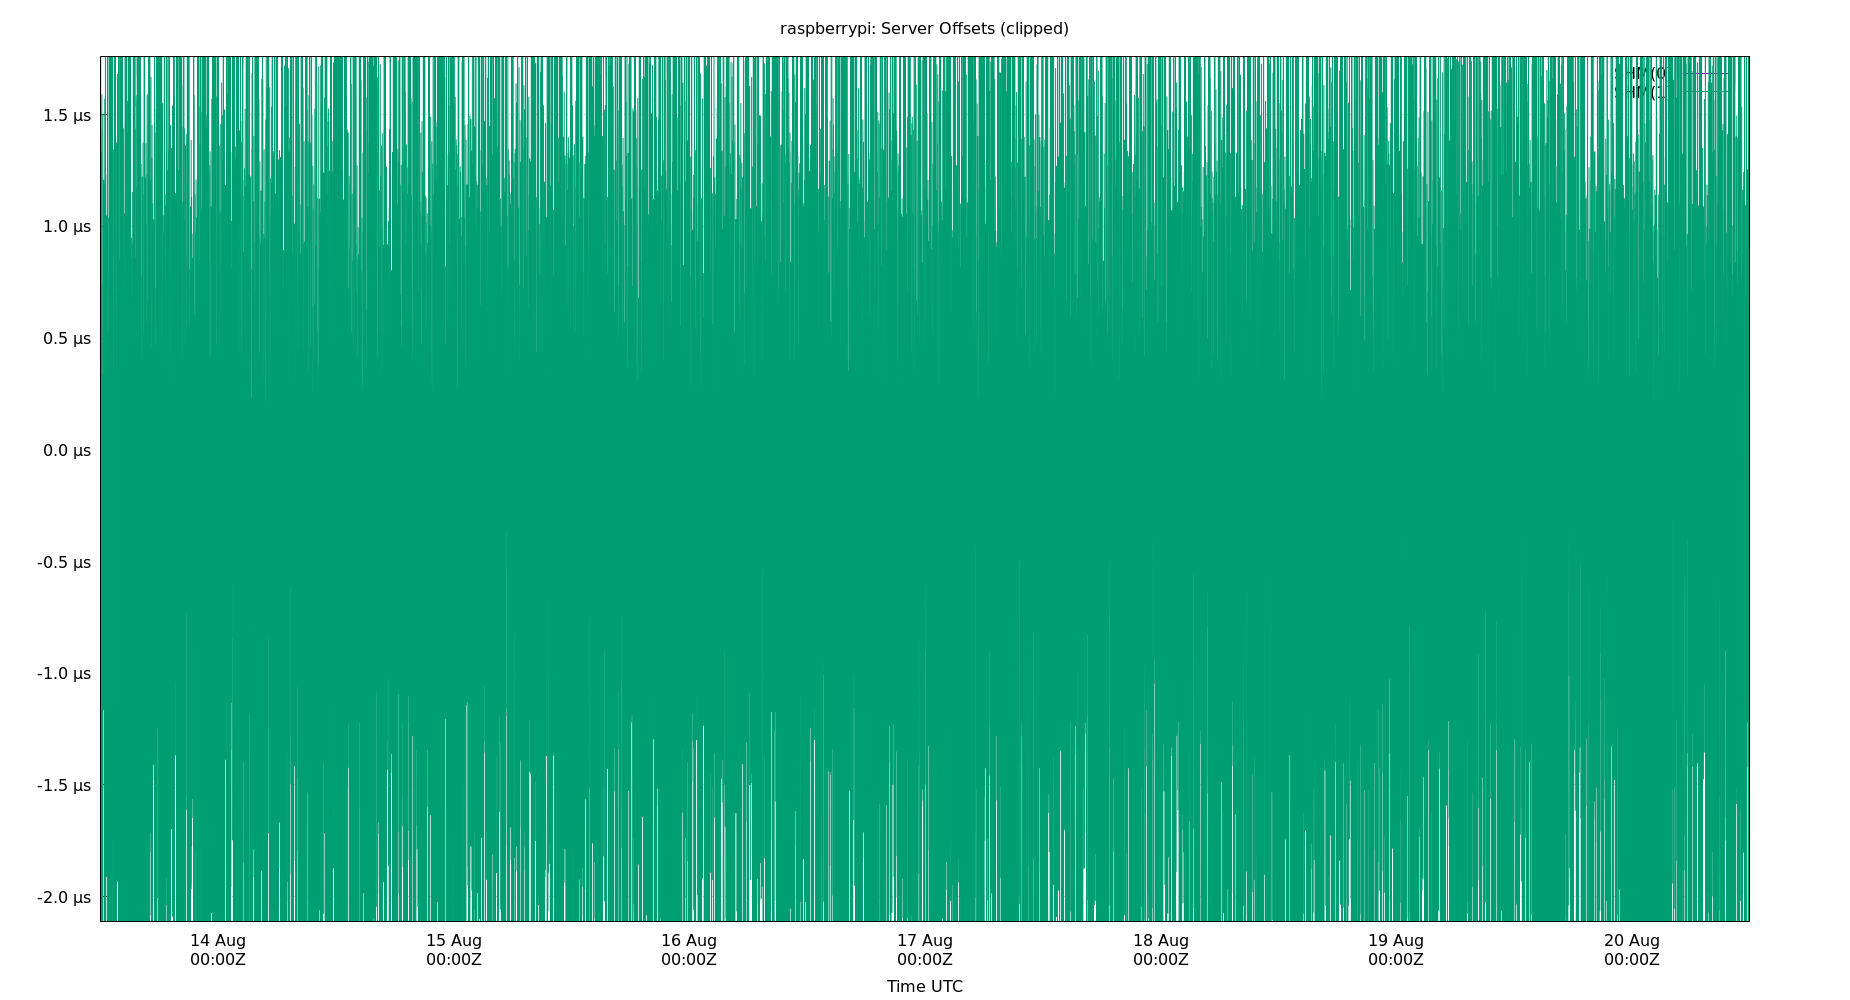 raspberrypi: Server Offsets (clipped)
1.5 µs
1.0 µs
0.5 µs
0.0 µs
-0.5 µs
-1.0 µs
-1.5 µs
-2.0 µs
14 Aug 15 Aug 16 Aug 17 Aug 18 Aug 19 Aug 20 Aug
00:00Z 00:00Z 00:00Z 00:00Z 00:00Z 00:00Z 00:00Z
Time UTC